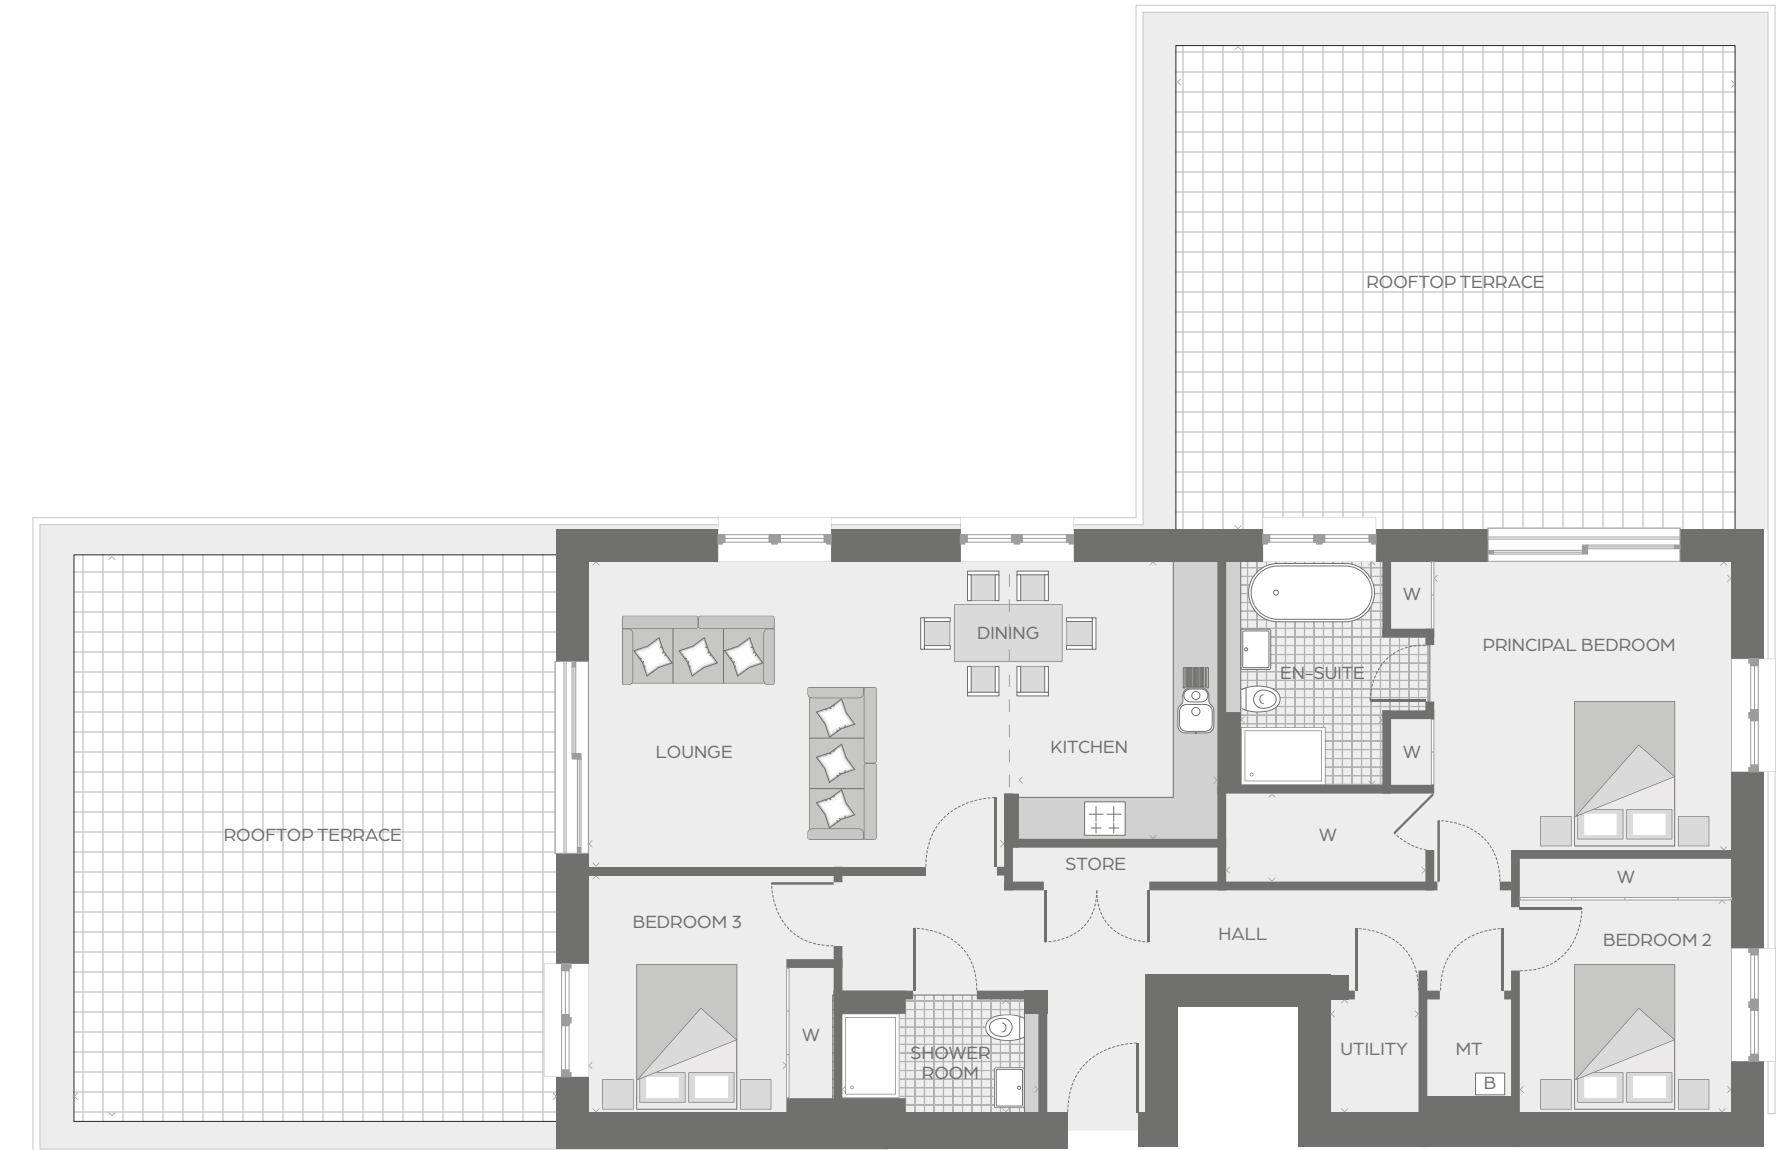 ROOFTOP TERRACE
W
DINING
PRINCIPAL BEDROOM
EN-SUITE
LOUNGE
KITCHEN
W
ROOFTOP TERRACE
W
STORE
W
BEDROOM 3
HALL
BEDROOM 2
W
SHOWER
ROOM
UTILITY
MT
B